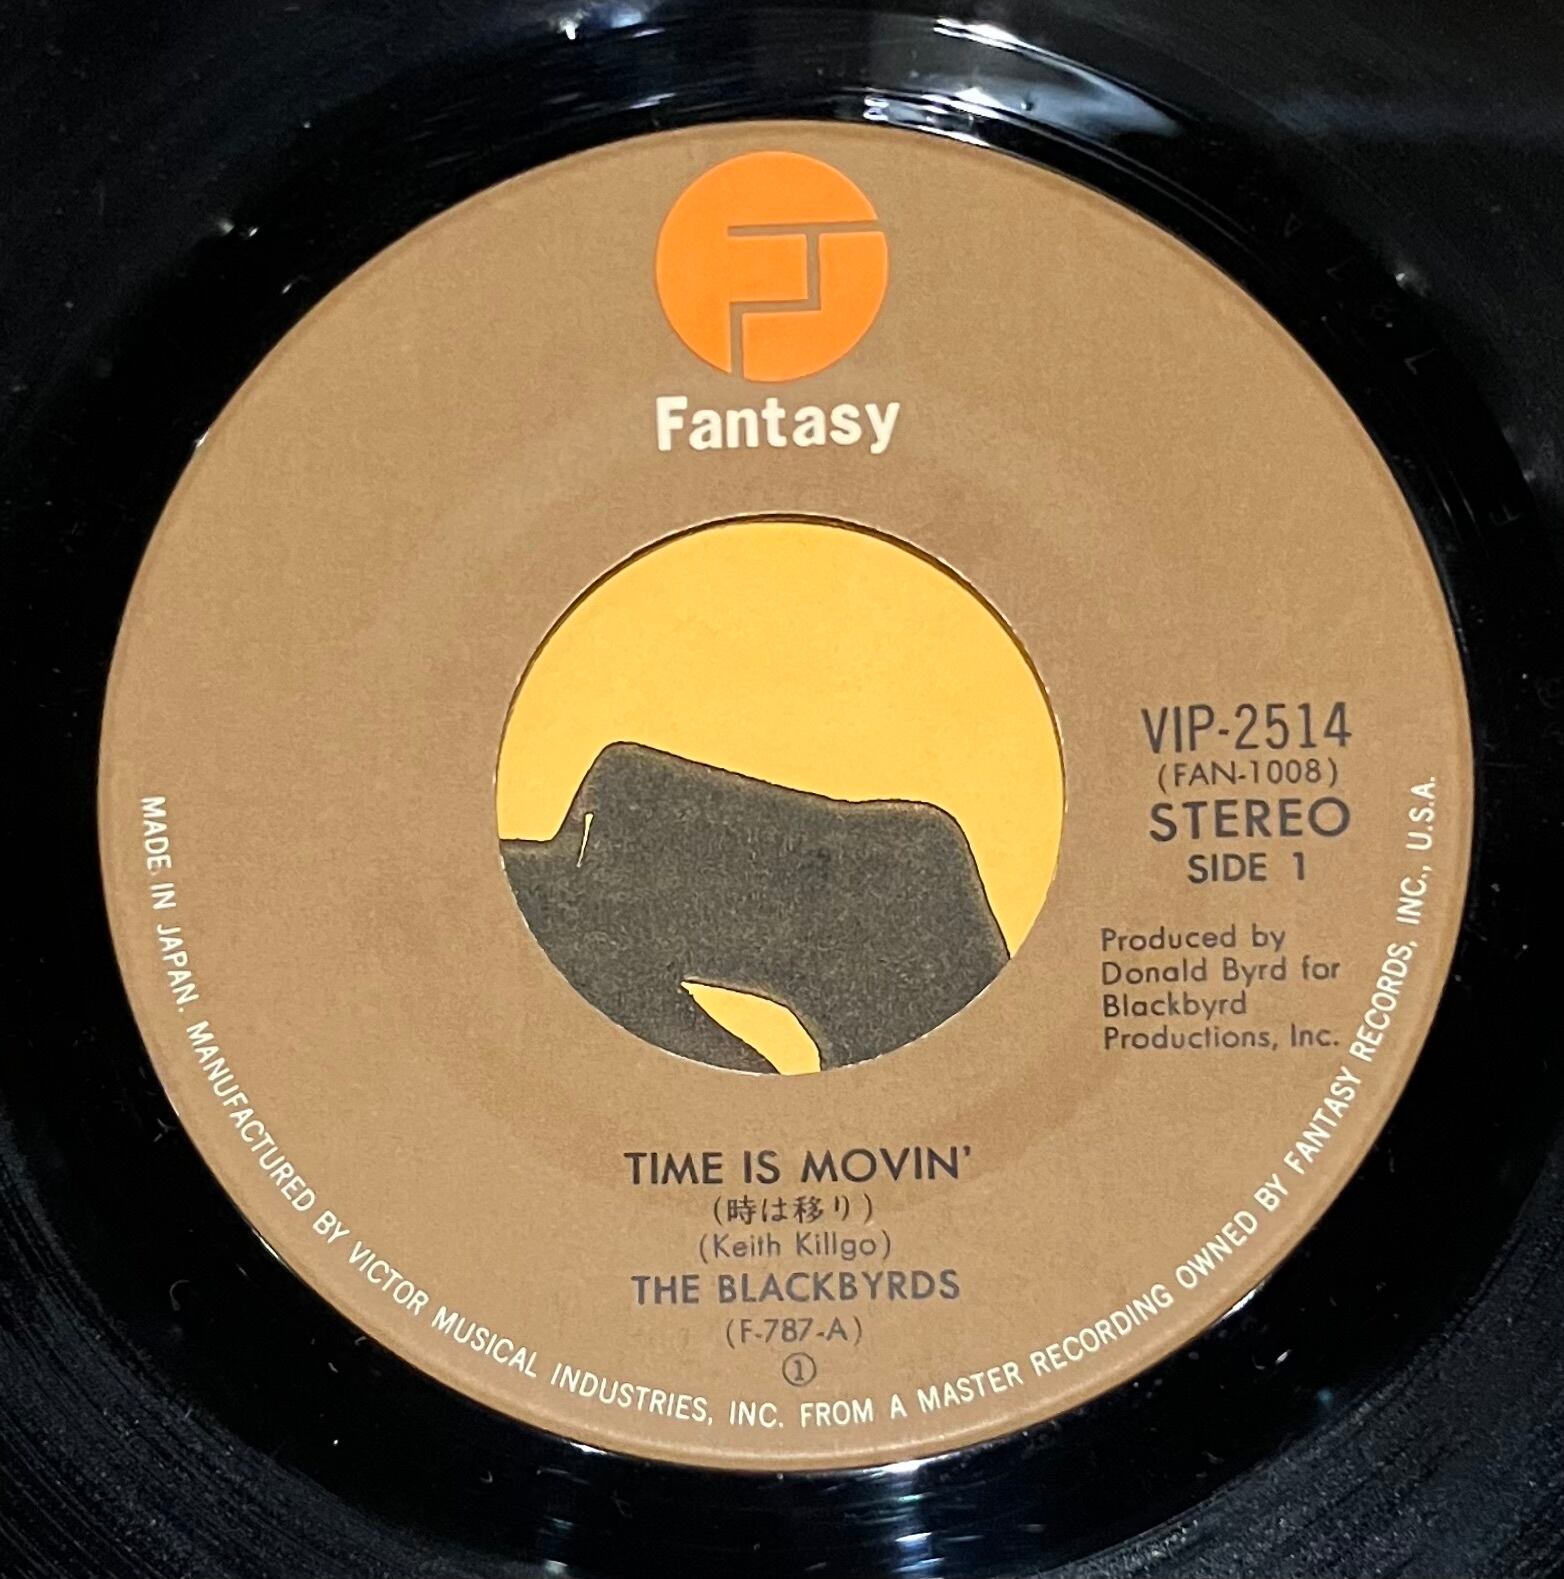 Fantasy
VIP-2514
(FAN-1008)
STEREO
SIDE 1
Produced by
Donald Byrd for
Blackbyrd
Productions, Inc.
TIME IS MOVIN'
(時は移り)
(Keith Killgo)
THE BLACKBYRDS
(F-787-A)
①
MADE IN JAPAN. MANUFACTURED BY VICTOR MUSICAL INDUSTRIES, INC. FROM A MASTER RECORDING OWNED BY FANTASY RECORDS, INC., U.S.A.